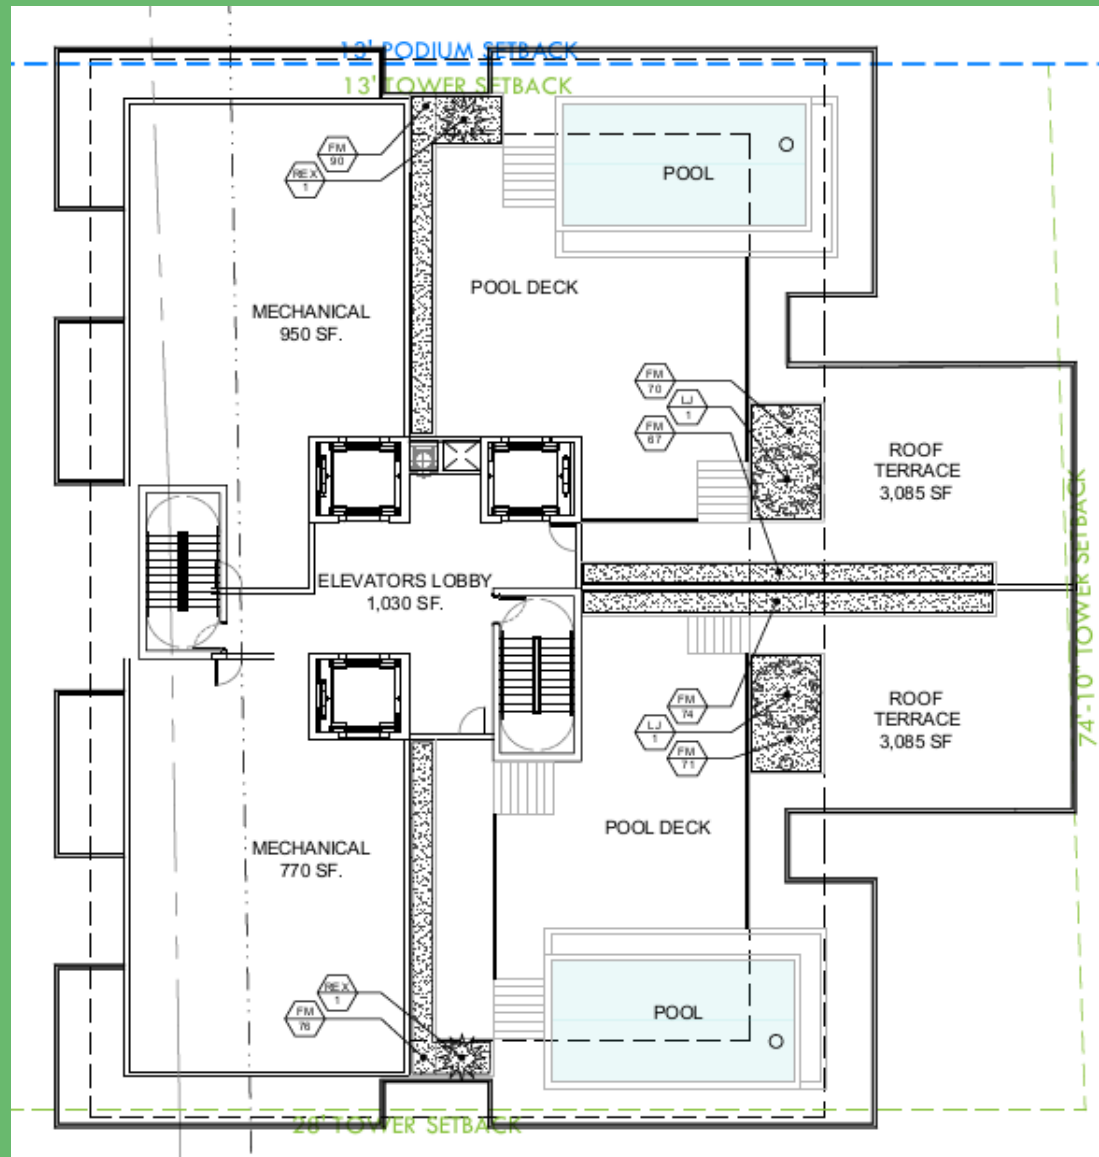 13' PODIUM SETBACK
13' TOWER SETBACK
FM
90
REX
1
POOL
POOL DECK
MECHANICAL
950 SF.
FM
70
LJ
1
FM
67
ROOF
TERRACE
3,085 SF
74'-10" TOWER SETBACK
ELEVATORS LOBBY
1,030 SF.
FM
74
LJ
1
FM
71
ROOF
TERRACE
3,085 SF
POOL DECK
MECHANICAL
770 SF.
REX
1
FM
76
POOL
28' TOWER SETBACK